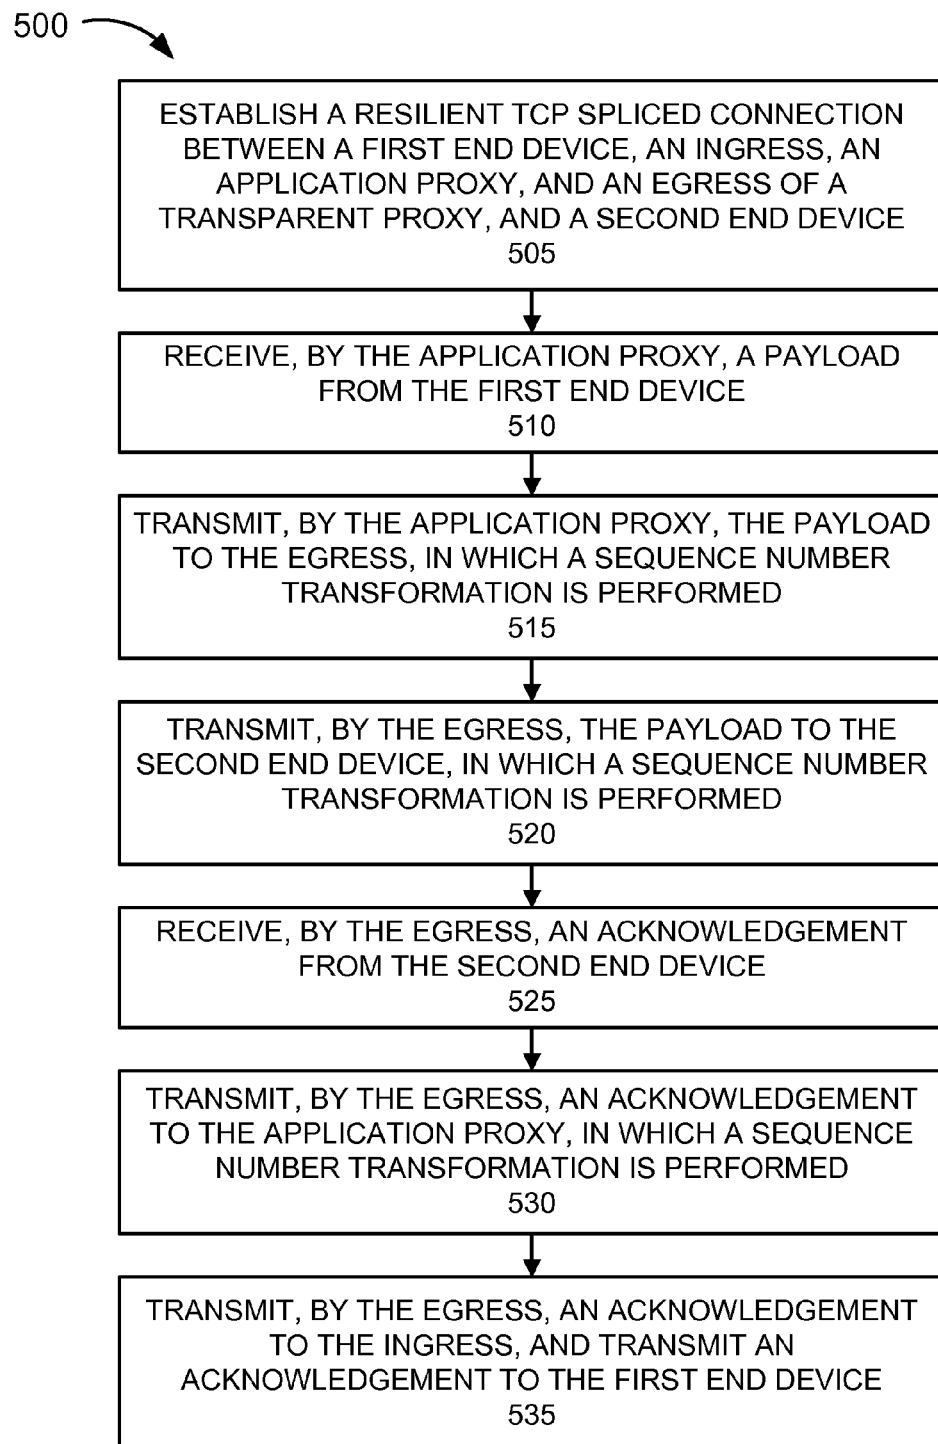 500
ESTABLISH A RESILIENT TCP SPLICED CONNECTION
BETWEEN A FIRST END DEVICE, AN INGRESS, AN
APPLICATION PROXY, AND AN EGRESS OF A
TRANSPARENT PROXY, AND A SECOND END DEVICE
505
RECEIVE, BY THE APPLICATION PROXY, A PAYLOAD
FROM THE FIRST END DEVICE
510
TRANSMIT, BY THE APPLICATION PROXY, THE PAYLOAD
TO THE EGRESS, IN WHICH A SEQUENCE NUMBER
TRANSFORMATION IS PERFORMED
515
TRANSMIT, BY THE EGRESS, THE PAYLOAD TO THE
SECOND END DEVICE, IN WHICH A SEQUENCE NUMBER
TRANSFORMATION IS PERFORMED
520
RECEIVE, BY THE EGRESS, AN ACKNOWLEDGEMENT
FROM THE SECOND END DEVICE
525
TRANSMIT, BY THE EGRESS, AN ACKNOWLEDGEMENT
TO THE APPLICATION PROXY, IN WHICH A SEQUENCE
NUMBER TRANSFORMATION IS PERFORMED
530
TRANSMIT, BY THE EGRESS, AN ACKNOWLEDGEMENT
TO THE INGRESS, AND TRANSMIT AN
ACKNOWLEDGEMENT TO THE FIRST END DEVICE
535